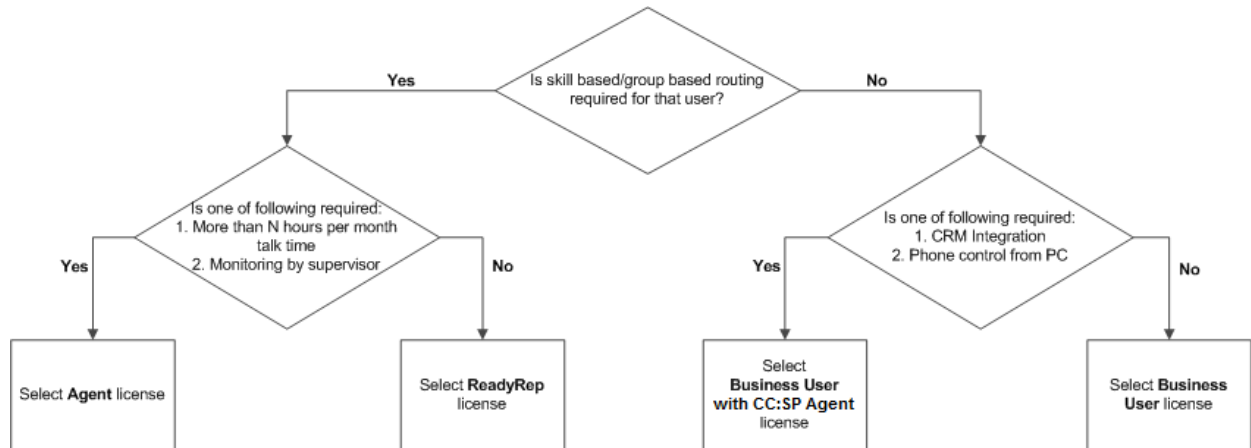 Is skill based/group based routing
required for that user?
Yes
No
Is one of following required:
1. More than N hours per month
talk time
2. Monitoring by supervisor
Is one of following required:
1. CRM Integration
2. Phone control from PC
Yes
No
Yes
No
Select Agent license
Select ReadyRep
license
Select
Business User
with CC:SP Agent
license
Select Business
User license